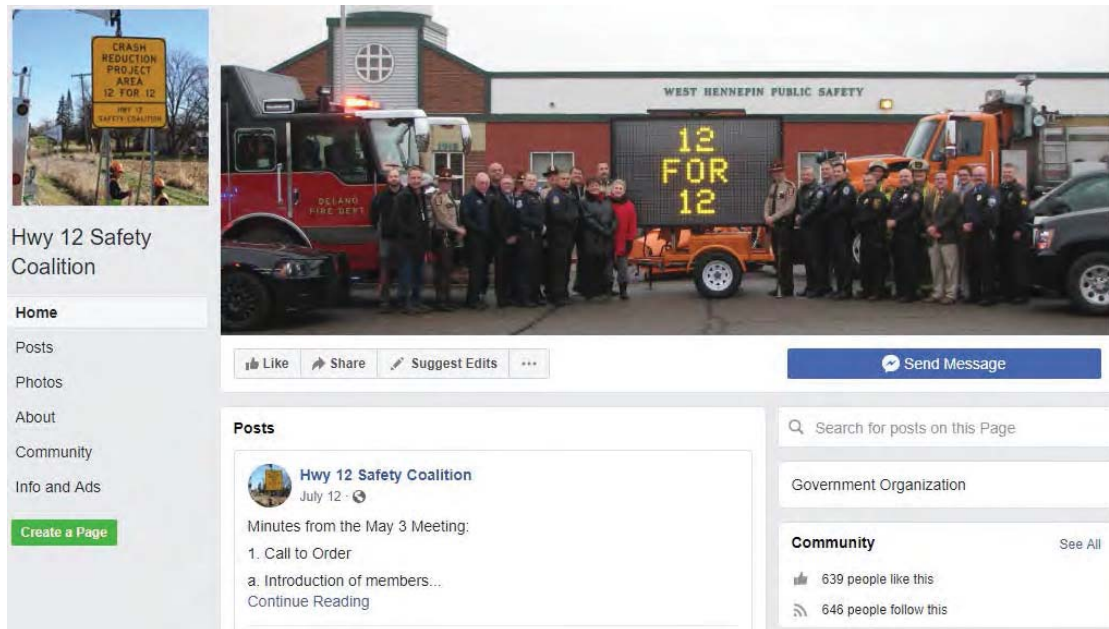 CRASH
REDUCTION
PROJECT
AREA
12 FOR 12
HWY 12
SAFETY COALITION
WEST HENNEPIN PUBLIC SAFETY
12
FOR
12
1918
DELANO
FIRE DEPT
Hwy 12 Safety
Coalition
Home
Posts
Photos
About
Community
Info and Ads
Create a Page
Like Share Suggest Edits ...
Send Message
Posts
Hwy 12 Safety Coalition
July 12 ·
Minutes from the May 3 Meeting:
1. Call to Order
a. Introduction of members...
Continue Reading
Search for posts on this Page
Government Organization
Community See All
639 people like this
646 people follow this